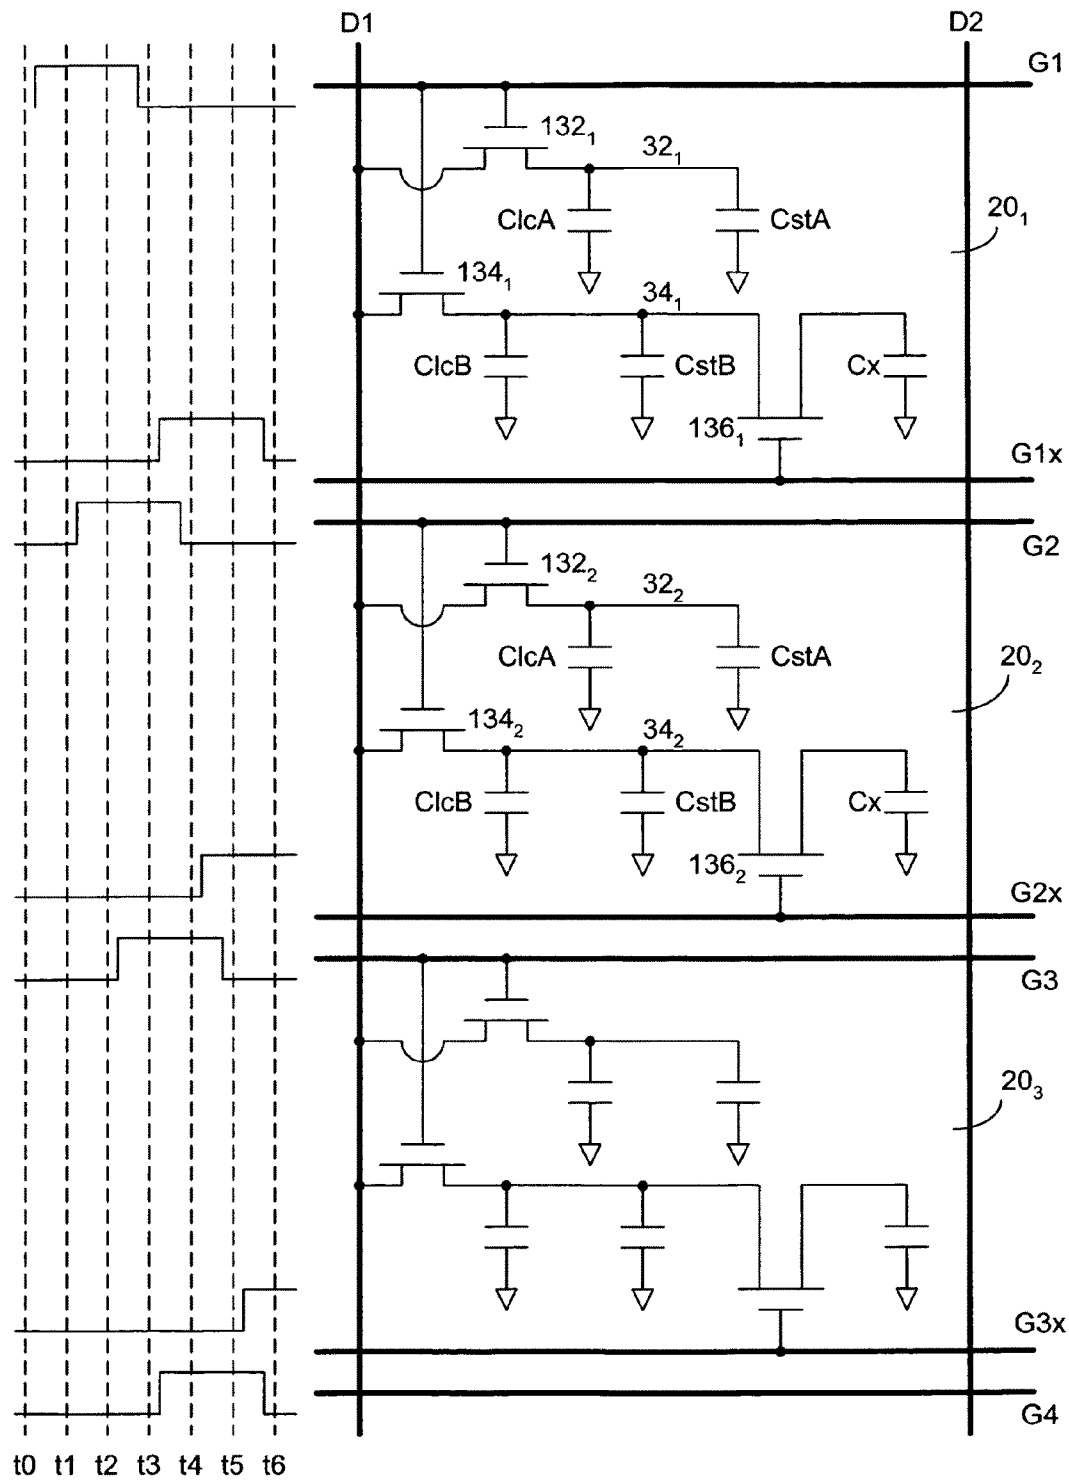 D1
D2
G1
132₁
32₁
ClcA
CstA
20₁
134₁
34₁
ClcB
CstB
Cx
136₁
G1x
G2
132₂
32₂
ClcA
CstA
20₂
134₂
34₂
ClcB
CstB
Cx
136₂
G2x
G3
20₃
G3x
G4
t0 t1 t2 t3 t4 t5 t6